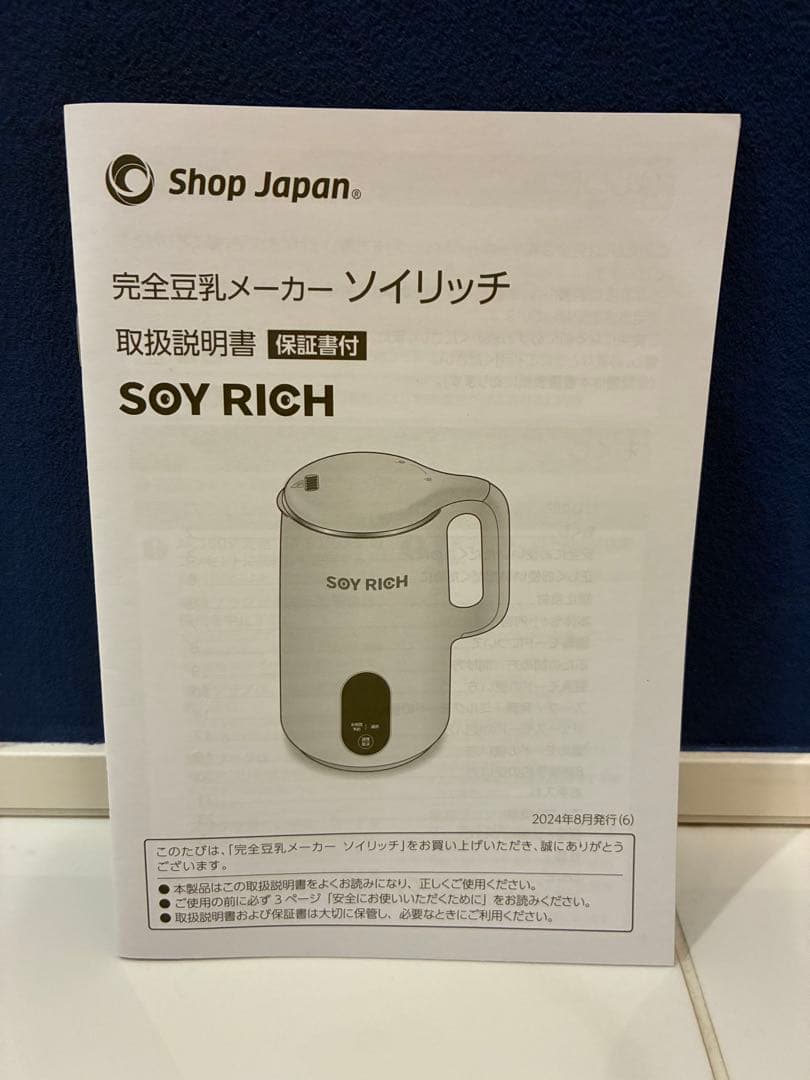 Shop Japan®
完全豆乳メーカー ソイリッチ
取扱説明書 保証書付
SOY RICH
SOY RICH
2024年8月発行(6)
このたびは、「完全豆乳メーカー ソイリッチ」をお買い上げいただき、誠にありがとう
ございます。
● 本製品はこの取扱説明書をよくお読みになり、正しくご使用ください。
● ご使用の前に必ず3ページ「安全にお使いいただくために」をお読みください。
● 取扱説明書および保証書は大切に保管し、必要なときにご利用ください。